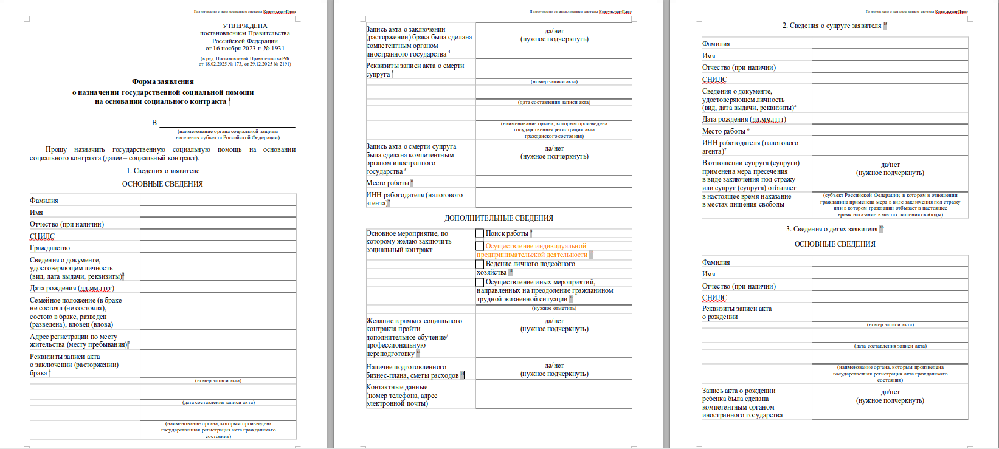 Подготовлено с использованием системы КонсультантПлюс
УТВЕРЖДЕНА
постановлением Правительства
Российской Федерации
от 16 ноября 2023 г. № 1931
(в ред. Постановлений Правительства РФ
от 18.02.2025 № 173, от 29.12.2025 № 2191)
Форма заявления
о назначении государственной социальной помощи
на основании социального контракта 1
В
(наименование органа социальной защиты
населения субъекта Российской Федерации)
Прошу назначить государственную социальную помощь на основании
социального контракта (далее – социальный контракт).
1. Сведения о заявителе
ОСНОВНЫЕ СВЕДЕНИЯ
Фамилия
Имя
Отчество (при наличии)
СНИЛС
Гражданство
Сведения о документе,
удостоверяющем личность
(вид, дата выдачи, реквизиты)2
Дата рождения (дд.мм.гггг)
Семейное положение (в браке
не состоял (не состояла),
состою в браке, разведен
(разведена), вдовец (вдова)
Адрес регистрации по месту
жительства (месту пребывания)3
Реквизиты записи акта
о заключении (расторжении)
брака 4
(номер записи акта)
(дата составления записи акта)
(наименование органа, которым произведена
государственная регистрация акта гражданского
состояния)
Подготовлено с использованием системы КонсультантПлюс
Запись акта о заключении
(расторжении) брака была сделана
компетентным органом
иностранного государства 4
да/нет
(нужное подчеркнуть)
Реквизиты записи акта о смерти
супруга 5
(номер записи акта)
(дата составления записи акта)
(наименование органа, которым произведена
государственная регистрация акта
гражданского состояния)
Запись акта о смерти супруга
была сделана компетентным
органом иностранного
государства 5
да/нет
(нужное подчеркнуть)
Место работы 6
ИНН работодателя (налогового
агента)7
ДОПОЛНИТЕЛЬНЫЕ СВЕДЕНИЯ
Основное мероприятие, по
которому желаю заключить
социальный контракт
Поиск работы 9
Осуществление индивидуальной
предпринимательской деятельности 10
Ведение личного подсобного
хозяйства 11
Осуществление иных мероприятий,
направленных на преодоление гражданином
трудной жизненной ситуации 12
(нужное отметить)
Желание в рамках социального
контракта пройти
дополнительное обучение/
профессиональную
переподготовку 13
да/нет
(нужное подчеркнуть)
Наличие подготовленного
бизнес-плана, сметы расходов 14
да/нет
(нужное подчеркнуть)
Контактные данные
(номер телефона, адрес
электронной почты)
Подготовлено с использованием системы КонсультантПлюс
2. Сведения о супруге заявителя 15
Фамилия
Имя
Отчество (при наличии)
СНИЛС
Сведения о документе,
удостоверяющем личность
(вид, дата выдачи, реквизиты)2
Дата рождения (дд.мм.гггг)
Место работы 6
ИНН работодателя (налогового
агента)7
В отношении супруга (супруги)
применена мера пресечения
в виде заключения под стражу
или супруг (супруга) отбывает
в настоящее время наказание
в местах лишения свободы
да/нет
(нужное подчеркнуть)
(субъект Российской Федерации, в котором в отношении
гражданина применена мера в виде заключения под стражу
или в котором гражданин отбывает в настоящее
время наказание в местах лишения свободы)
3. Сведения о детях заявителя 16
ОСНОВНЫЕ СВЕДЕНИЯ
Фамилия
Имя
Отчество (при наличии)
СНИЛС
Реквизиты записи акта
о рождении
(номер записи акта)
(дата составления записи акта)
(наименование органа, которым произведена
государственная регистрация акта гражданского
состояния)
Запись акта о рождении
ребенка была сделана
компетентным органом
иностранного государства
да/нет
(нужное подчеркнуть)